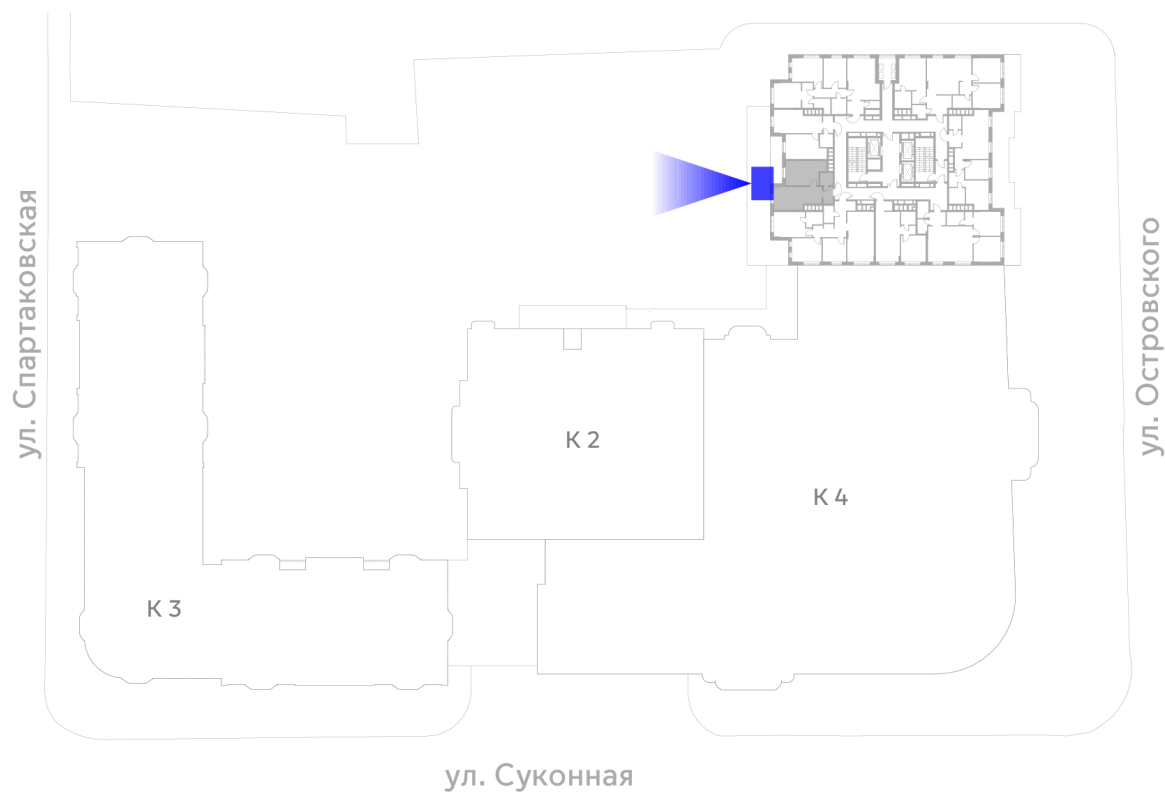 ул. Спартаковская
ул. Островского
К 2
К 4
К 3
ул. Суконная